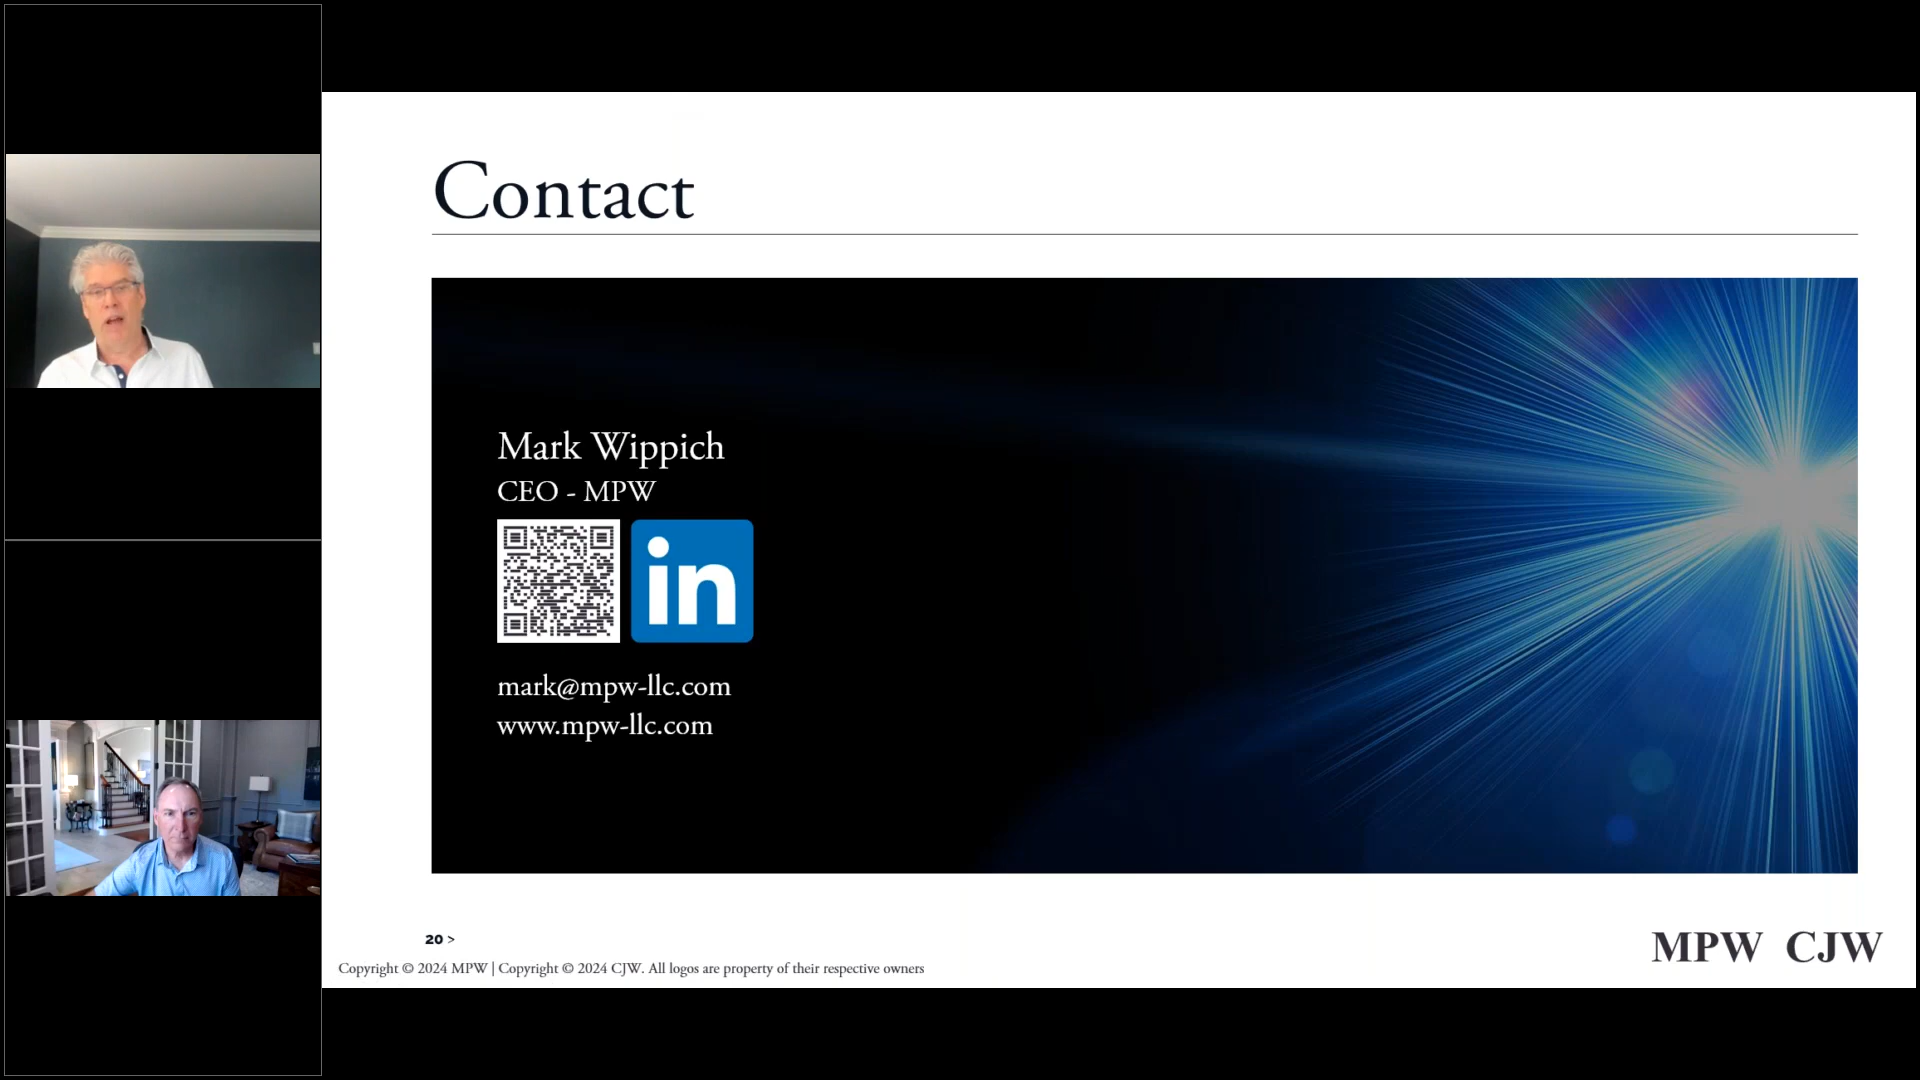 Contact
Mark Wippich
CEO - MPW
in
mark@mpw-llc.com
www.mpw-llc.com
20 >
MPW CJW
Copyright © 2024 MPW | Copyright © 2024 CJW. All logos are property of their respective owners